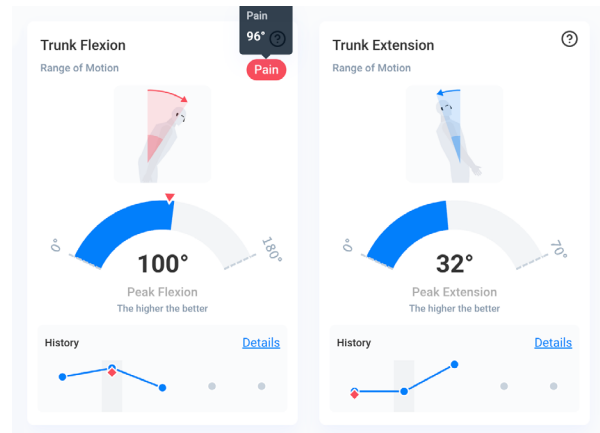 Pain
96°
Trunk Flexion
Range of Motion
Pain
0°
180°
100°
Peak Flexion
The higher the better
History
Details
Trunk Extension
Range of Motion
0°
70°
32°
Peak Extension
The higher the better
History
Details